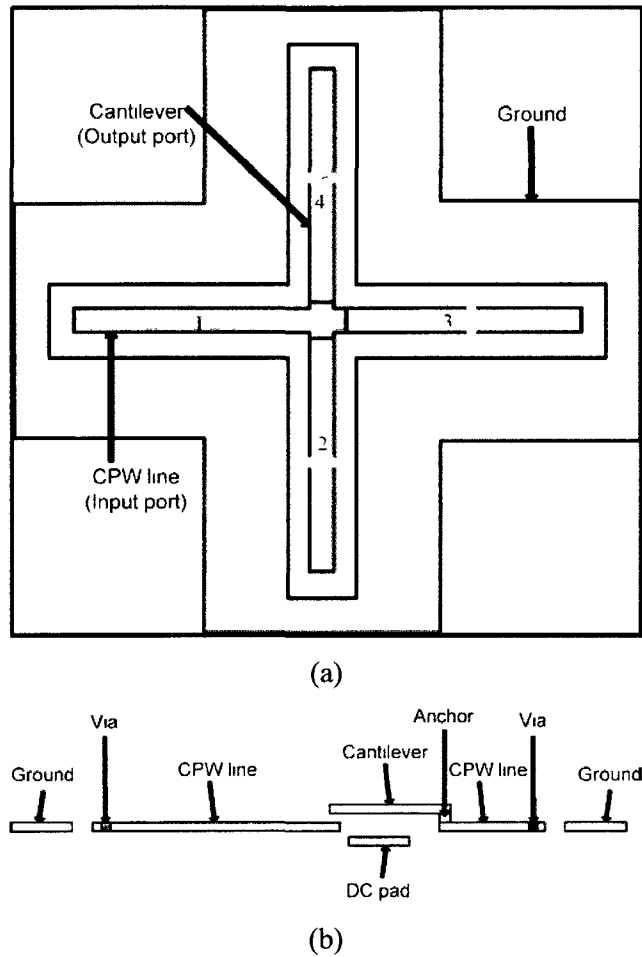 Cantilever
(Output port)
Ground
4
1
3
2
CPW line
(Input port)
(a)
Via
Anchor
Via
Cantilever
Ground
CPW line
CPW line
Ground
DC pad
(b)